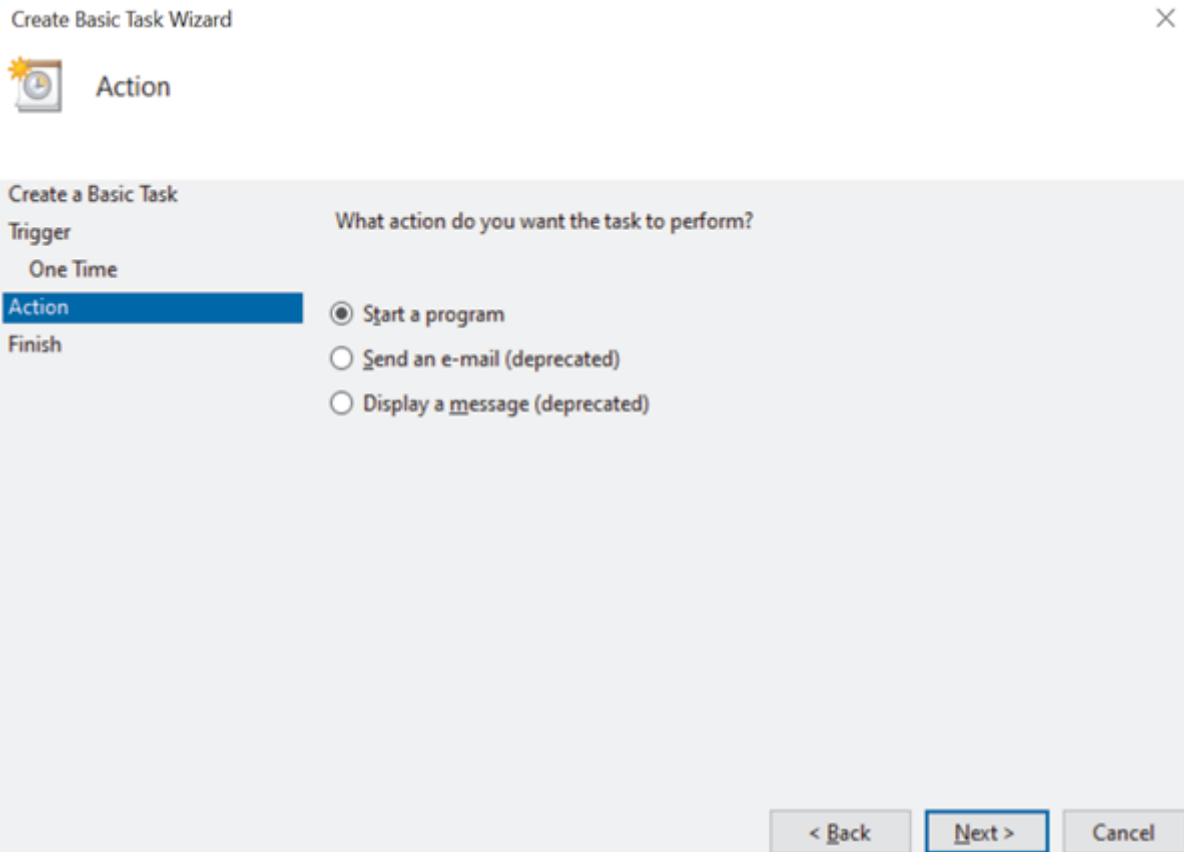 Create Basic Task Wizard
Action
Create a Basic Task
Trigger
One Time
Action
Finish
What action do you want the task to perform?
Start a program
Send an e-mail (deprecated)
Display a message (deprecated)
< Back
Next >
Cancel